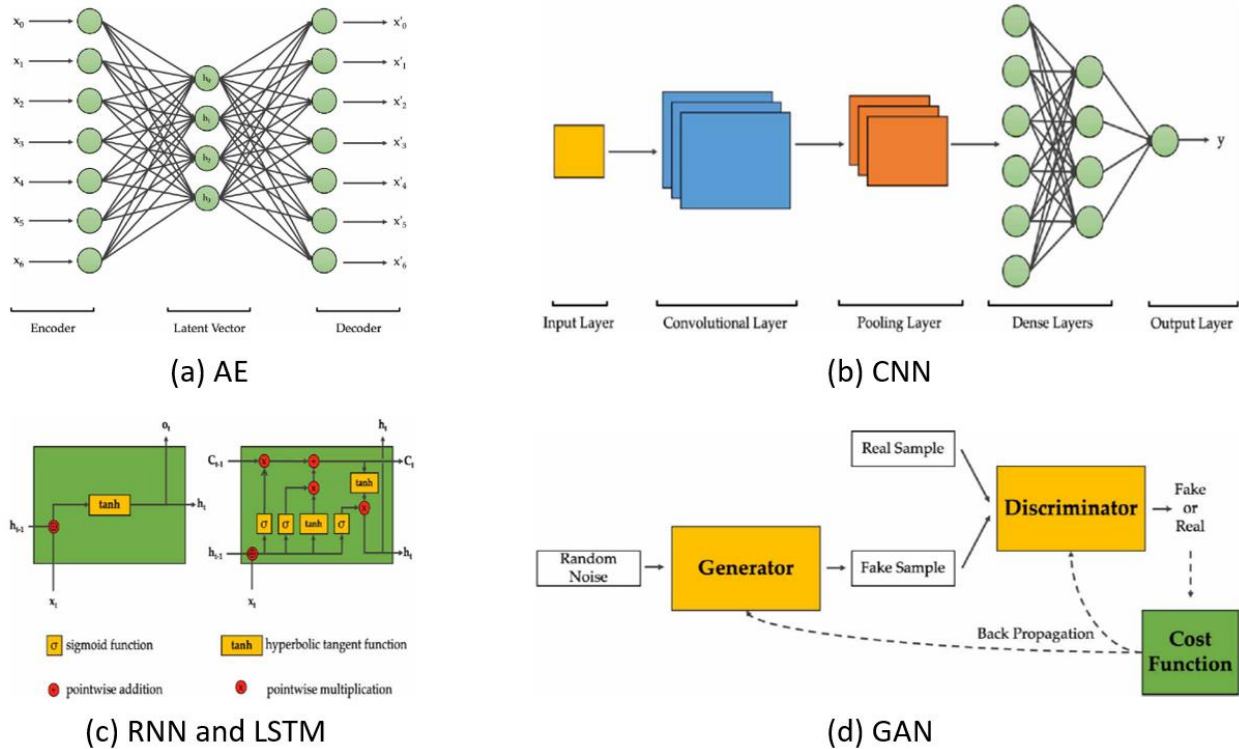 x₀ x'₀
x₁ x'₁
h₀
x₂ x'₂
h₁
x₃ x'₃
h₂
x₄ x'₄
h₃
x₅ x'₅
x₆ x'₆
Encoder Latent Vector Decoder
(a) AE
y
Input Layer Convolutional Layer Pooling Layer Dense Layers Output Layer
(b) CNN
oₜ
tanh
hₜ₋₁ hₜ
xₜ
hₜ
Cₜ₋₁ x + Cₜ
tanh
x x
σ σ tanh σ
hₜ₋₁ hₜ
xₜ
σ sigmoid function tanh hyperbolic tangent function
+ pointwise addition x pointwise multiplication
(c) RNN and LSTM
Real Sample
Discriminator
Fake
or
Real
Random
Noise
Generator
Fake Sample
Back Propagation
Cost
Function
(d) GAN